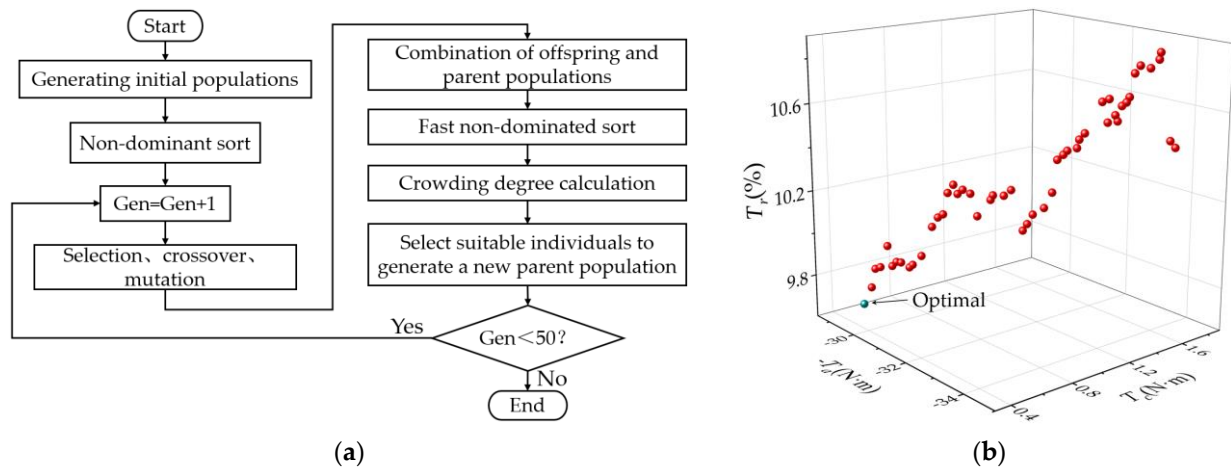 Start
Generating initial populations
Non-dominant sort
Gen=Gen+1
Selection、crossover、
mutation
Combination of offspring and
parent populations
Fast non-dominated sort
Crowding degree calculation
Select suitable individuals to
generate a new parent population
Yes
Gen＜50?
No
End
(a)
10.6
10.2
9.8
Tr(%)
Optimal
-30
-32
-34
-Ta(N·m)
0.4
0.8
1.2
1.6
Tc(N·m)
(b)